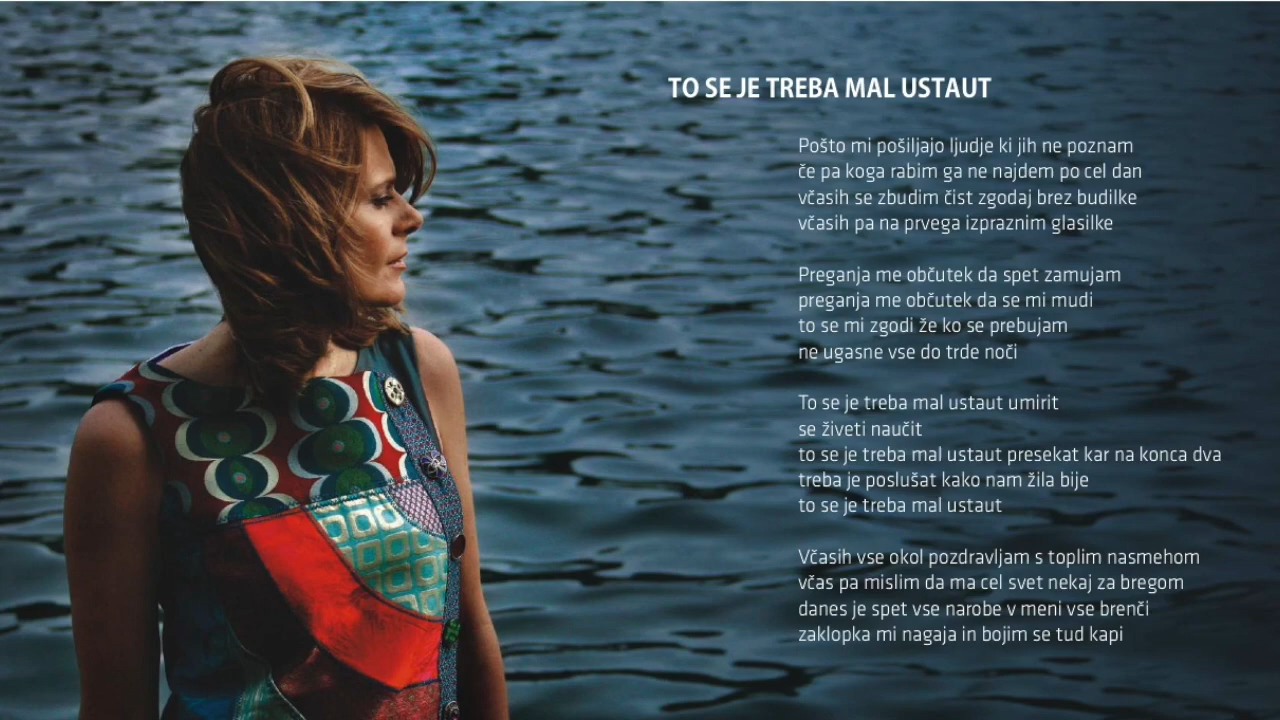 TO SE JE TREBA MAL USTAUT
Pošto mi pošiljajo ljudje ki jih ne poznam
če pa koga rabim ga ne najdem po cel dan
včasih se zbudim čist zgodaj brez budilke
včasih pa na prvega izpraznim glasilke
Preganja me občutek da spet zamujam
preganja me občutek da se mi mudi
to se mi zgodi že ko se prebujam
ne ugasne vse do trde noči
To se je treba mal ustaut umirit
se živeti naučit
to se je treba mal ustaut presekat kar na konca dva
treba je poslušat kako nam žila bije
to se je treba mal ustaut
Včasih vse okol pozdravljam s toplim nasmehom
včas pa mislim da ma cel svet nekaj za bregom
danes je spet vse narobe v meni vse brenči
zaklopka mi nagaja in bojim se tud kapi